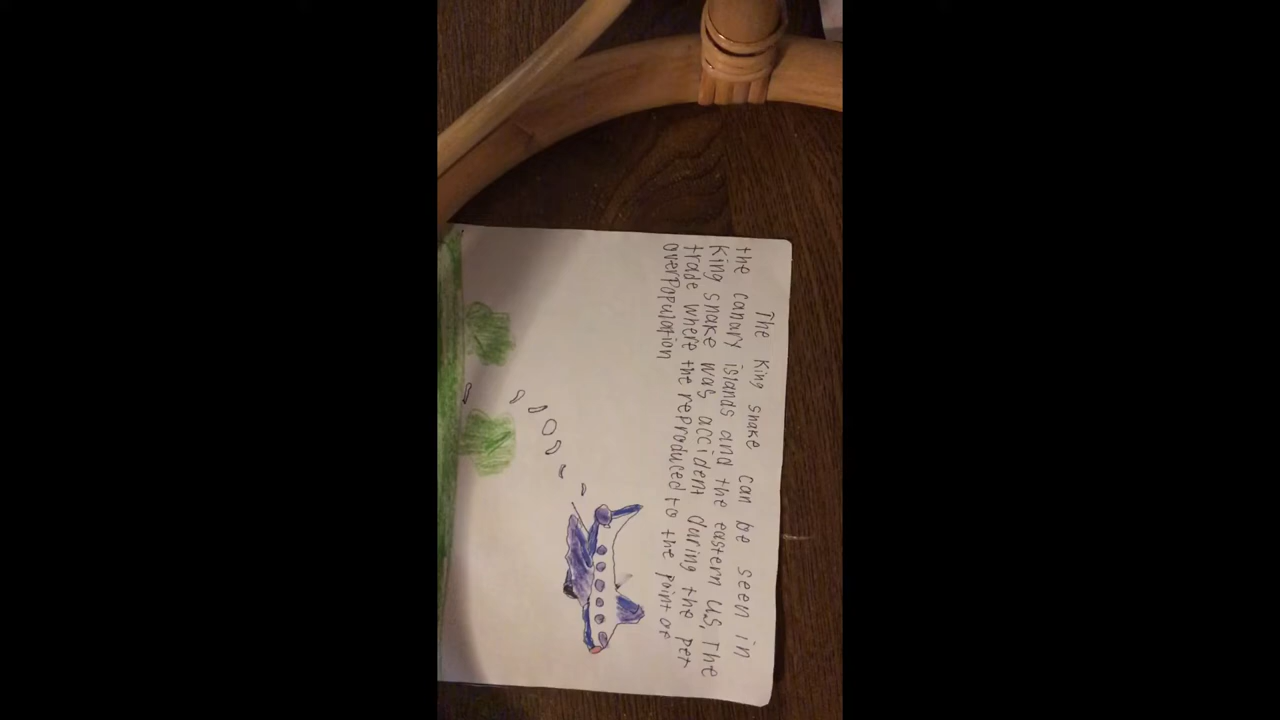 The King snake can be seen in
the canary islands and the eastern U.S. The
King snake was accident during the pet
trade where the reproduced to the point of
overpopulation